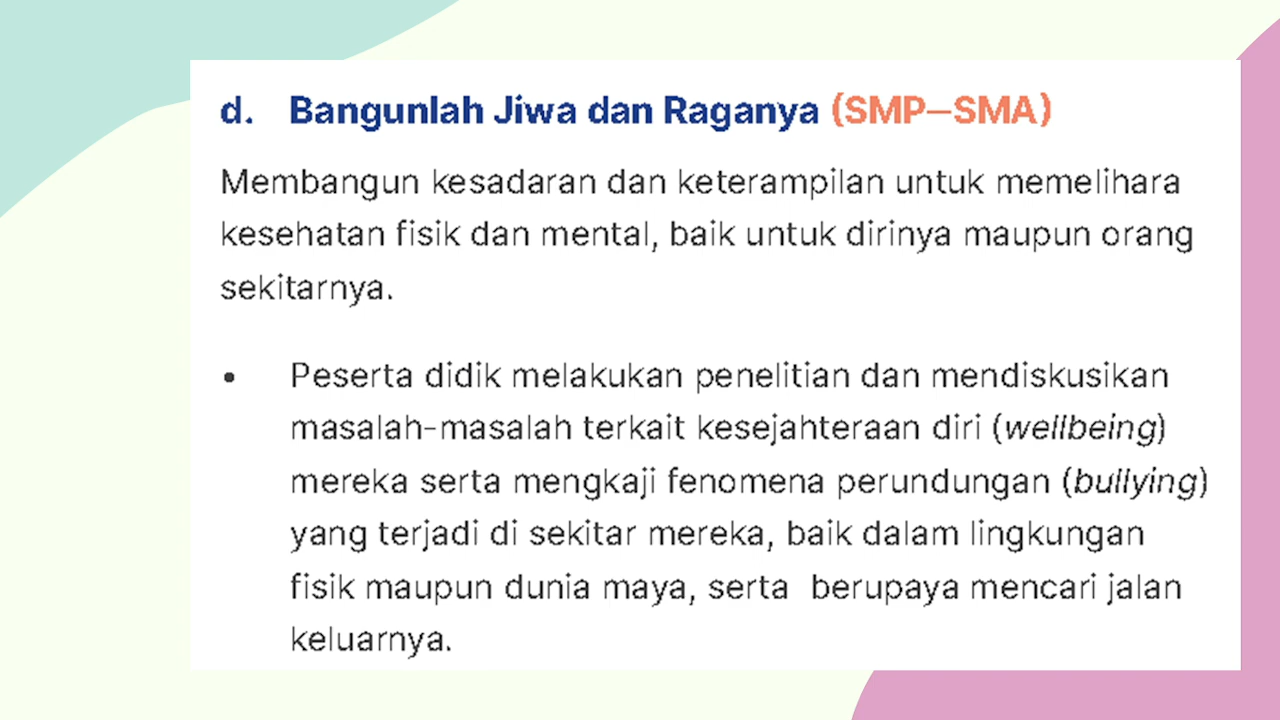 d. Bangunlah Jiwa dan Raganya (SMP–SMA)
Membangun kesadaran dan keterampilan untuk memelihara
kesehatan fisik dan mental, baik untuk dirinya maupun orang
sekitarnya.
• Peserta didik melakukan penelitian dan mendiskusikan
masalah-masalah terkait kesejahteraan diri (wellbeing)
mereka serta mengkaji fenomena perundungan (bullying)
yang terjadi di sekitar mereka, baik dalam lingkungan
fisik maupun dunia maya, serta berupaya mencari jalan
keluarnya.